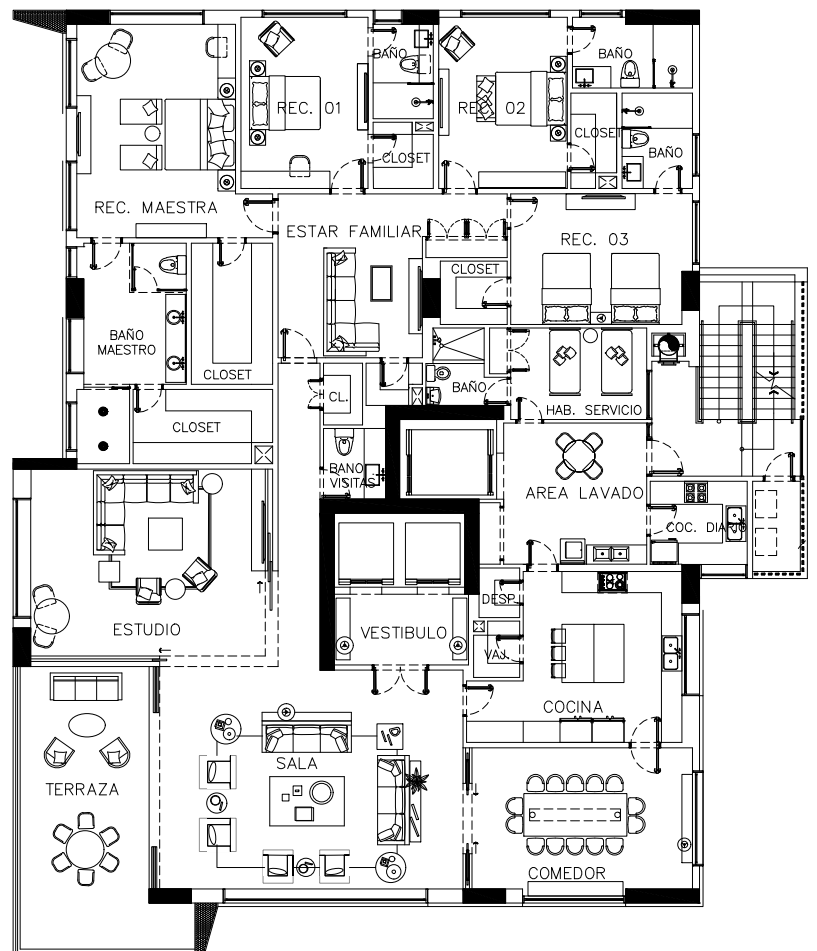 BAÑO
BAÑO
REC. 01
REC. 02
CLOSET
CLOSET
BAÑO
REC. MAESTRA
ESTAR FAMILIAR
REC. 03
CLOSET
BAÑO
MAESTRO
CLOSET
BAÑO
CL.
HAB. SERVICIO
CLOSET
BANO
VISITAS
AREA LAVADO
COC. DIARIO
DESP.
ESTUDIO
VESTIBULO
VAJ.
COCINA
SALA
TERRAZA
COMEDOR